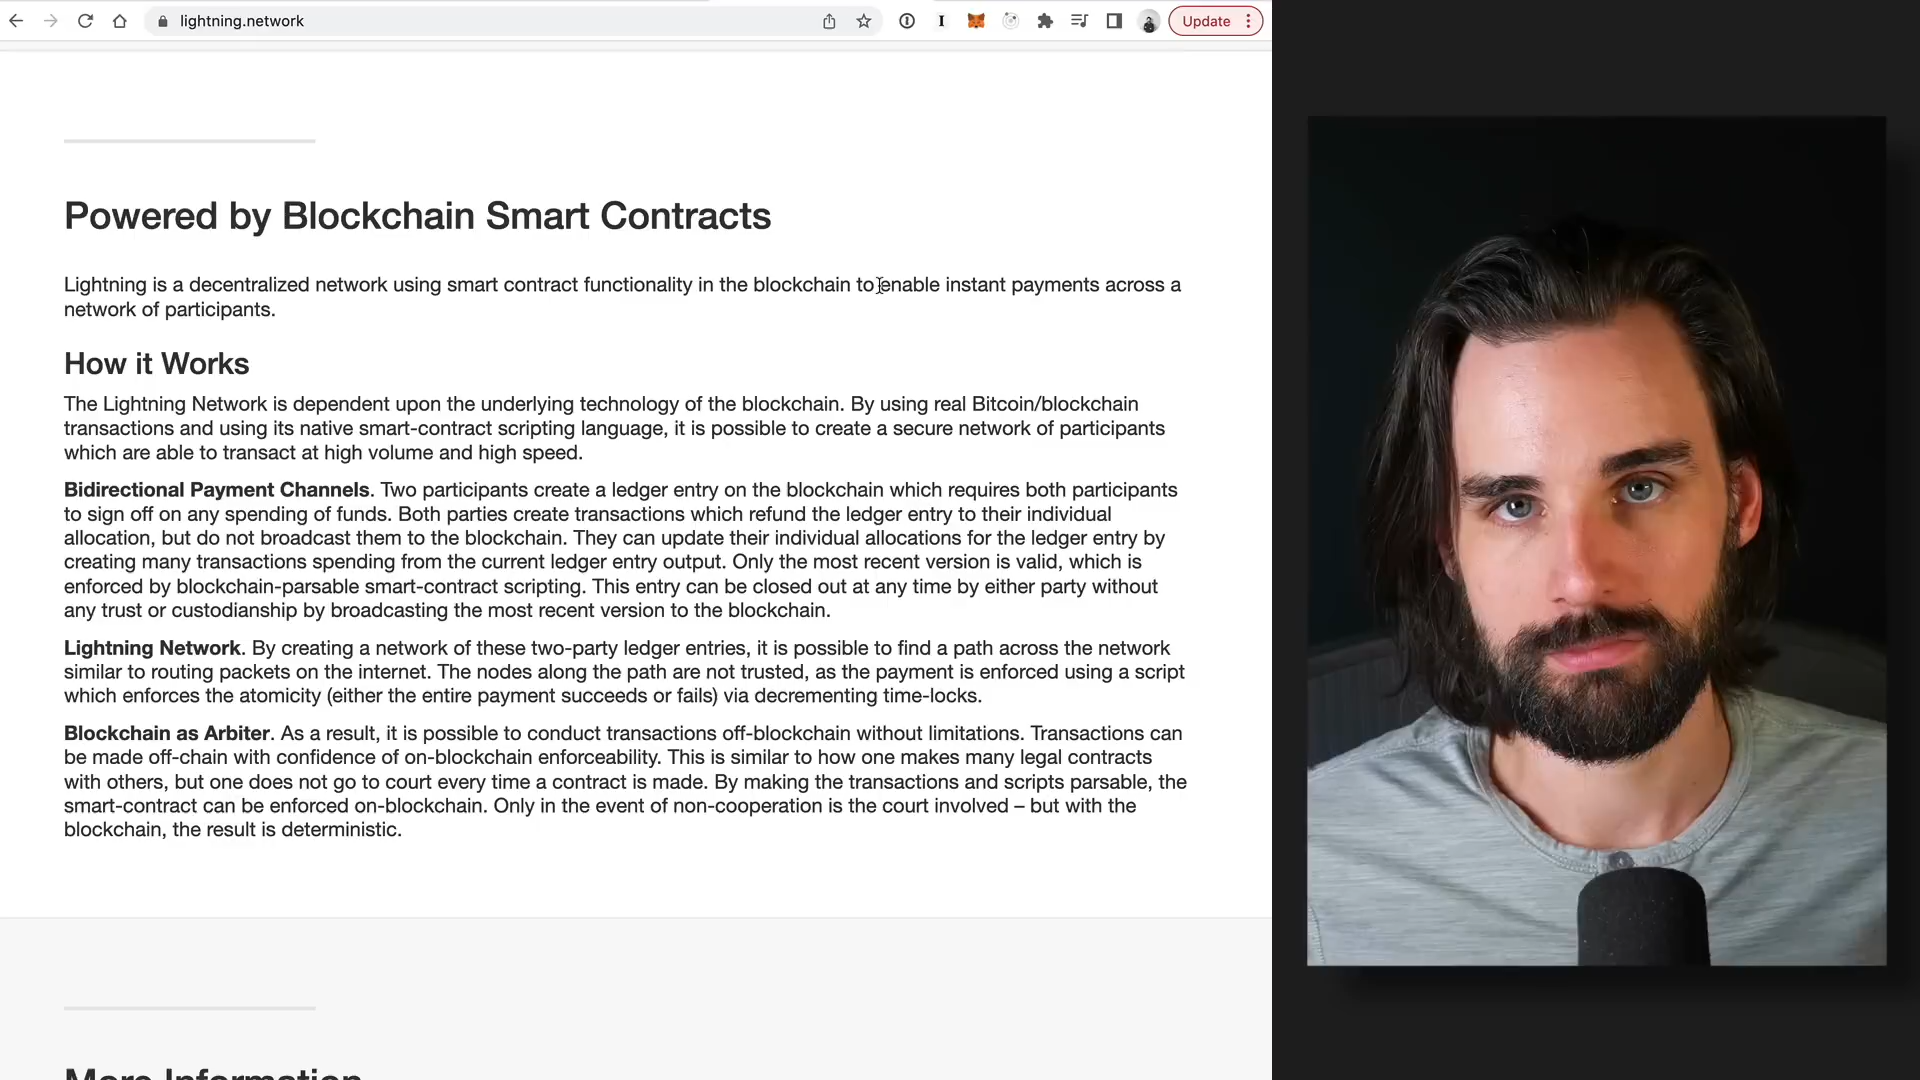 lightning.network
Update
Powered by Blockchain Smart Contracts
Lightning is a decentralized network using smart contract functionality in the blockchain to enable instant payments across a
network of participants.
How it Works
The Lightning Network is dependent upon the underlying technology of the blockchain. By using real Bitcoin/blockchain
transactions and using its native smart-contract scripting language, it is possible to create a secure network of participants
which are able to transact at high volume and high speed.
Bidirectional Payment Channels. Two participants create a ledger entry on the blockchain which requires both participants
to sign off on any spending of funds. Both parties create transactions which refund the ledger entry to their individual
allocation, but do not broadcast them to the blockchain. They can update their individual allocations for the ledger entry by
creating many transactions spending from the current ledger entry output. Only the most recent version is valid, which is
enforced by blockchain-parsable smart-contract scripting. This entry can be closed out at any time by either party without
any trust or custodianship by broadcasting the most recent version to the blockchain.
Lightning Network. By creating a network of these two-party ledger entries, it is possible to find a path across the network
similar to routing packets on the internet. The nodes along the path are not trusted, as the payment is enforced using a script
which enforces the atomicity (either the entire payment succeeds or fails) via decrementing time-locks.
Blockchain as Arbiter. As a result, it is possible to conduct transactions off-blockchain without limitations. Transactions can
be made off-chain with confidence of on-blockchain enforceability. This is similar to how one makes many legal contracts
with others, but one does not go to court every time a contract is made. By making the transactions and scripts parsable, the
smart-contract can be enforced on-blockchain. Only in the event of non-cooperation is the court involved – but with the
blockchain, the result is deterministic.
More Information